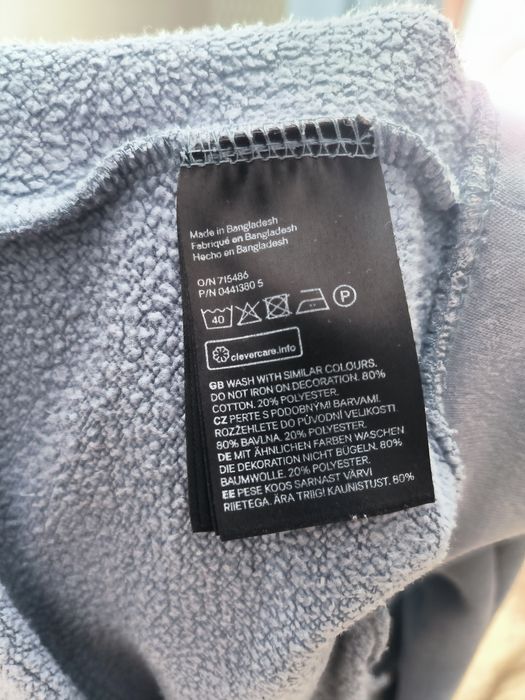 Made in Bangladesh
Fabriqué en Bangladesh
Hecho en Bangladesh
O/N 715486
P/N 0441380 5
40 P
clevercare.info
GB WASH WITH SIMILAR COLOURS.
DO NOT IRON ON DECORATION. 80%
COTTON. 20% POLYESTER.
CZ PERTE S PODOBNÝMI BARVAMI.
ROZŽEHLETE DO PŮVODNÍ VELIKOSTI.
80% BAVLNA. 20% POLYESTER.
DE MIT ÄHNLICHEN FARBEN WASCHEN
DIE DEKORATION NICHT BÜGELN. 80%
BAUMWOLLE. 20% POLYESTER.
EE PESE KOOS SARNAST VÄRVI
RIIETEGA. ÄRA TRIIGI KAUNISTUST. 80%